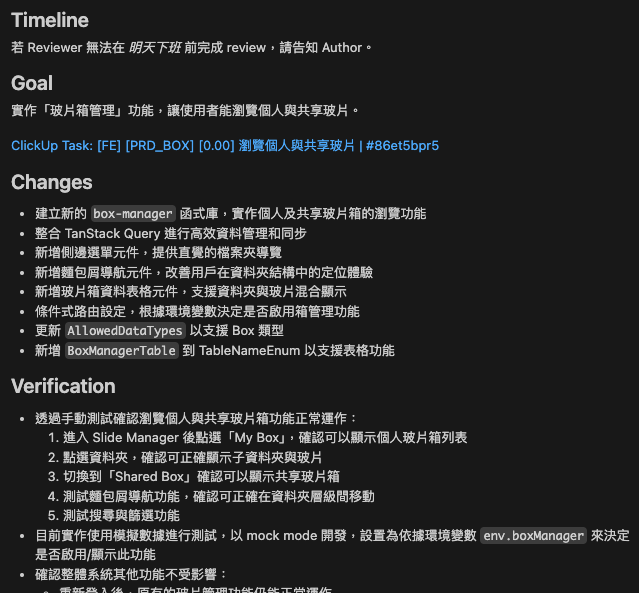 Timeline
若 Reviewer 無法在 明天下班 前完成 review，請告知 Author。
Goal
實作「玻片箱管理」功能，讓使用者能瀏覽個人與共享玻片。
ClickUp Task: [FE] [PRD_BOX] [0.00] 瀏覽個人與共享玻片 | #86et5bpr5
Changes
• 建立新的 box-manager 函式庫，實作個人及共享玻片箱的瀏覽功能
• 整合 TanStack Query 進行高效資料管理和同步
• 新增側邊選單元件，提供直覺的檔案夾導覽
• 新增麵包屑導航元件，改善用戶在資料夾結構中的定位體驗
• 新增玻片箱資料表格元件，支援資料夾與玻片混合顯示
• 條件式路由設定，根據環境變數決定是否啟用箱管理功能
• 更新 AllowedDataTypes 以支援 Box 類型
• 新增 BoxManagerTable 到 TableNameEnum 以支援表格功能
Verification
• 透過手動測試確認瀏覽個人與共享玻片箱功能正常運作：
1. 進入 Slide Manager 後點選「My Box」，確認可以顯示個人玻片箱列表
2. 點選資料夾，確認可正確顯示子資料夾與玻片
3. 切換到「Shared Box」確認可以顯示共享玻片箱
4. 測試麵包屑導航功能，確認可正確在資料夾層級間移動
5. 測試搜尋與篩選功能
• 目前實作使用模擬數據進行測試，以 mock mode 開發，設置為依據環境變數 env.boxManager 來決定
是否啟用/顯示此功能
• 確認整體系統其他功能不受影響：
重新登入後，原有的玻片管理功能仍能正常運作